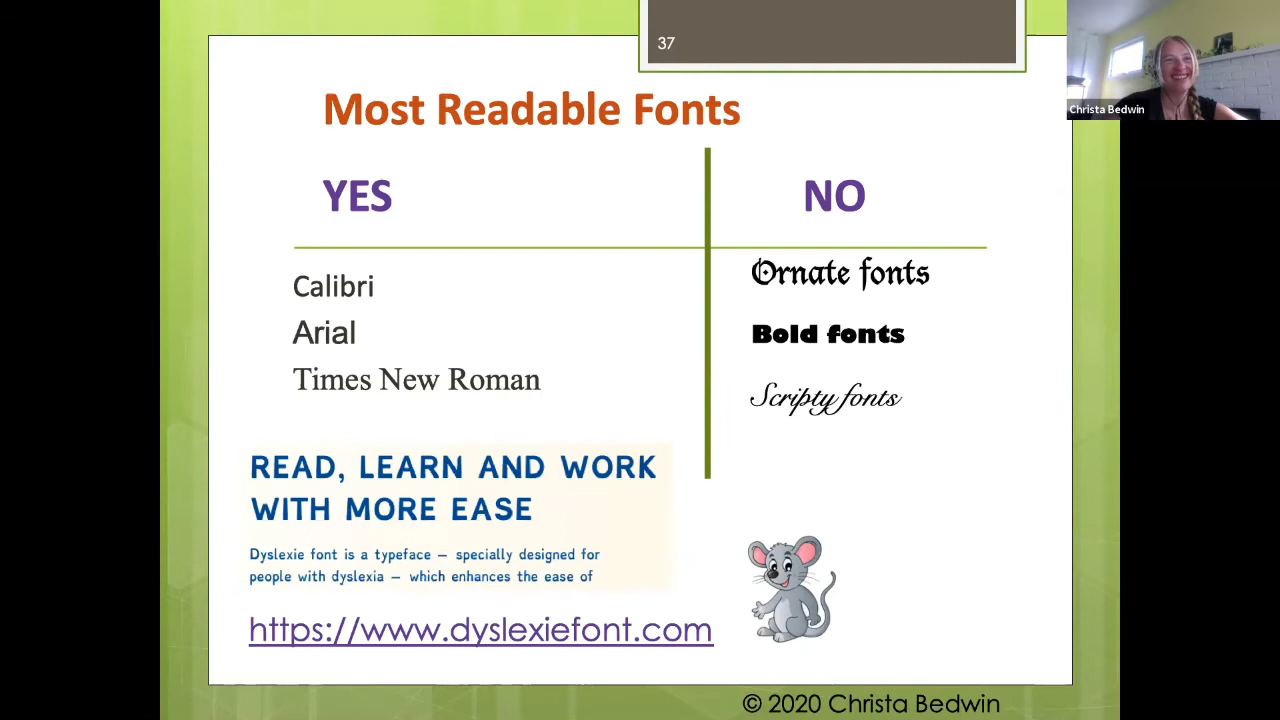 37
Christa Bedwin
Most Readable Fonts
YES
NO
Calibri
Arial
Times New Roman
Ornate fonts
Bold fonts
Scripty fonts
READ, LEARN AND WORK
WITH MORE EASE
Dyslexie font is a typeface – specially designed for
people with dyslexia – which enhances the ease of
https://www.dyslexiefont.com
© 2020 Christa Bedwin